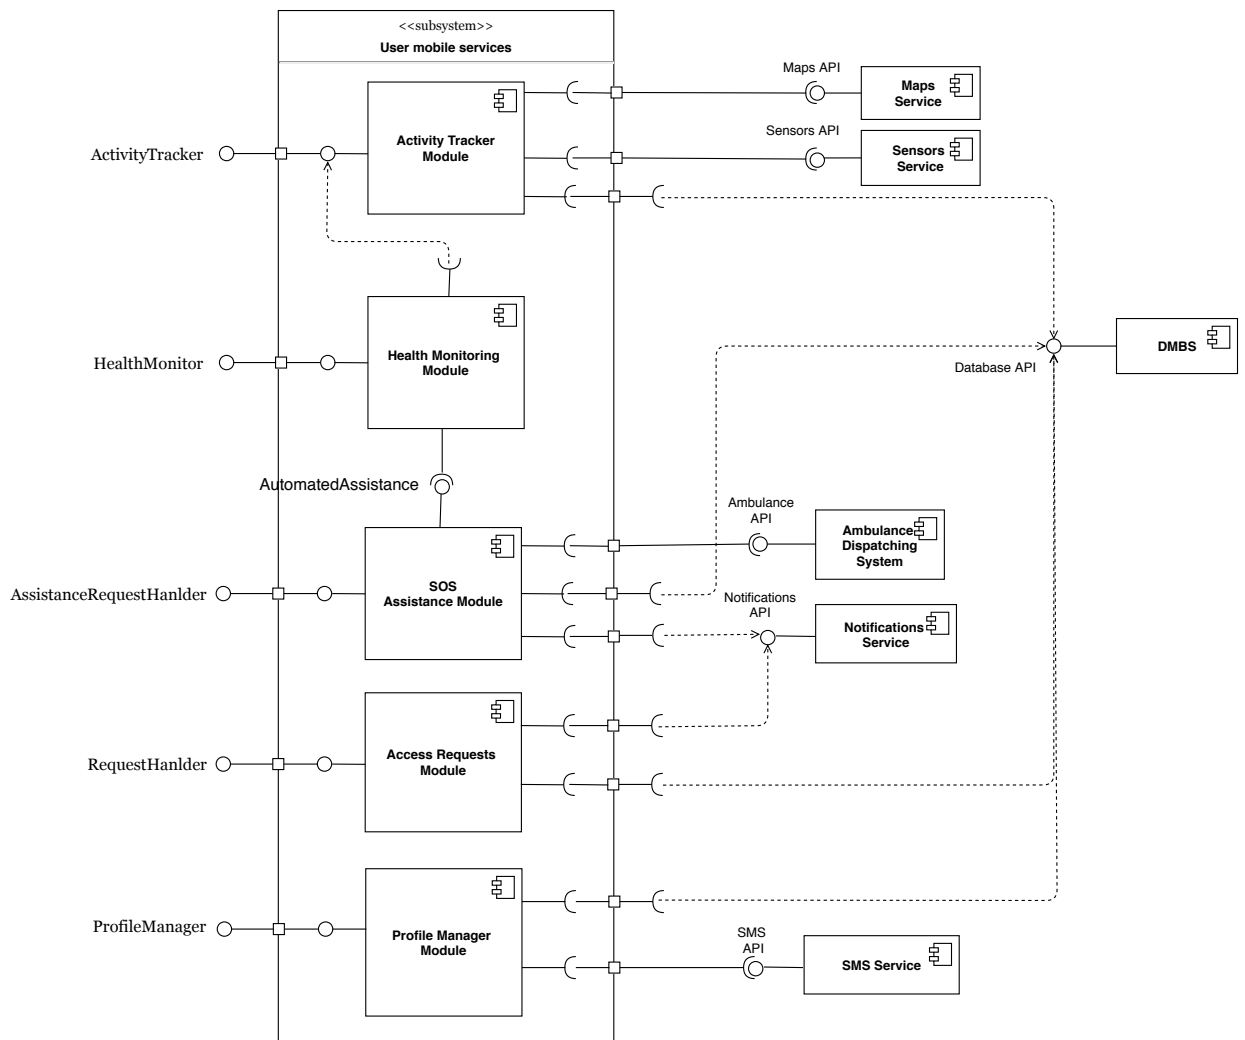 <<subsystem>>
User mobile services
Maps API
Maps
Service
Activity Tracker
Module
Sensors API
Sensors
Service
ActivityTracker
Health Monitoring
Module
HealthMonitor
DMBS
Database API
AutomatedAssistance
Ambulance
API
Ambulance
Dispatching
System
SOS
Assistance Module
AssistanceRequestHanlder
Notifications
API
Notifications
Service
Access Requests
Module
RequestHanlder
Profile Manager
Module
ProfileManager
SMS
API
SMS Service